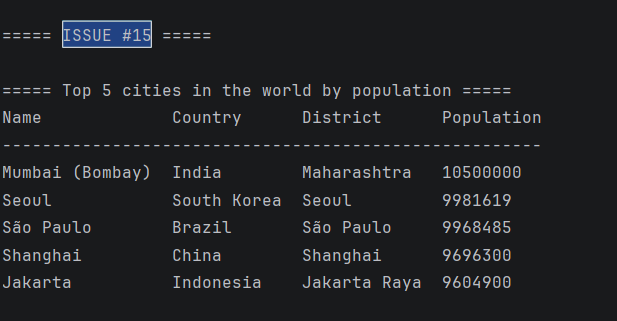 ===== ISSUE #15 =====
===== Top 5 cities in the world by population =====
Name Country District Population
------------------------------------------------------
Mumbai (Bombay) India Maharashtra 10500000
Seoul South Korea Seoul 9981619
São Paulo Brazil São Paulo 9968485
Shanghai China Shanghai 9696300
Jakarta Indonesia Jakarta Raya 9604900